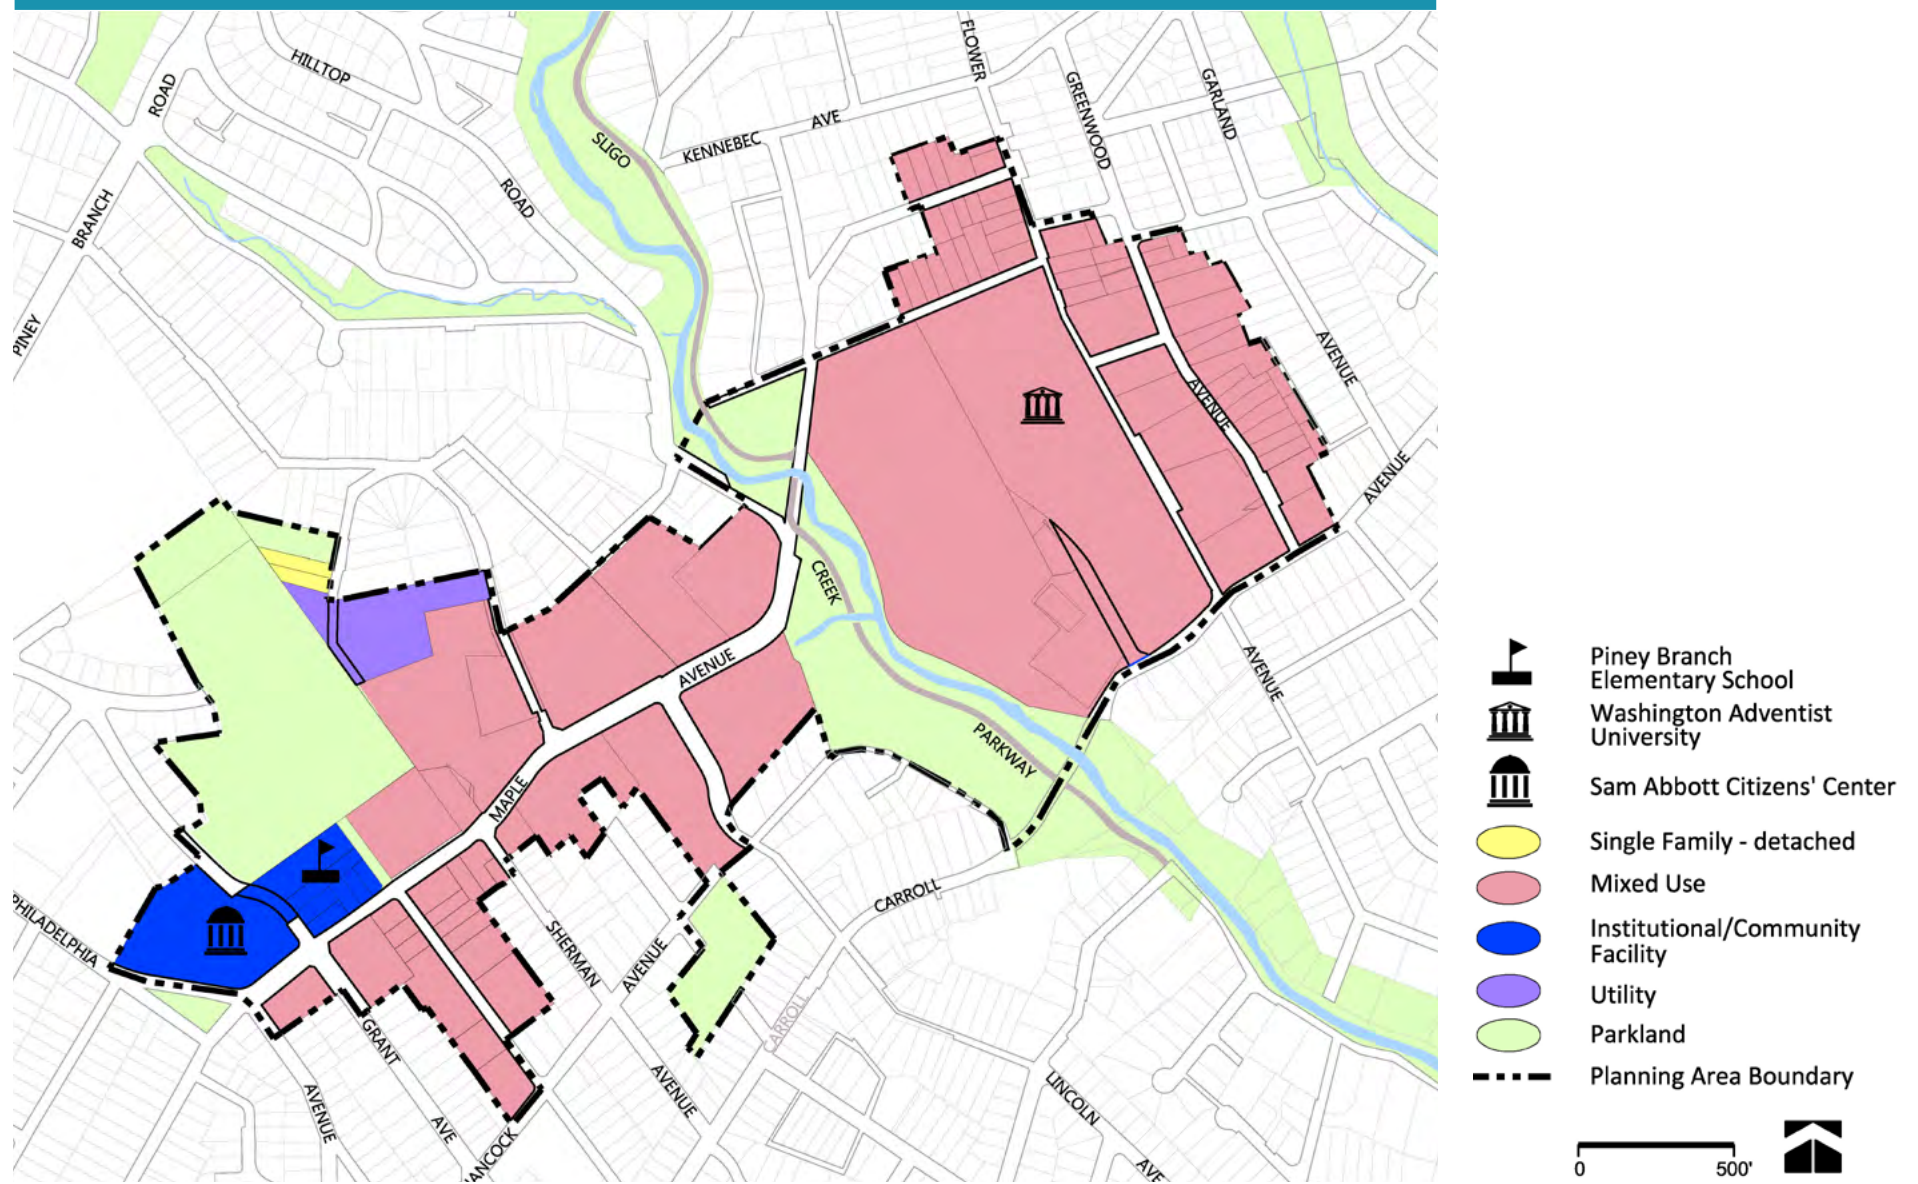 HILLTOP
ROAD
FLOWER
GREENWOOD
GARLAND
AVE
KENNEBEC
SLIGO
ROAD
BRANCH
PINEY
AVENUE
AVENUE
AVENUE
CREEK
AVENUE
AVENUE
PARKWAY
MAPLE
CARROLL
PHILADELPHIA
SHERMAN
AVENUE
CARROLL
GRANT
AVENUE
AVENUE
AVE
HANCOCK
LINCOLN
AVE
Piney Branch
Elementary School
Washington Adventist
University
Sam Abbott Citizens' Center
Single Family - detached
Mixed Use
Institutional/Community
Facility
Utility
Parkland
Planning Area Boundary
0 500'